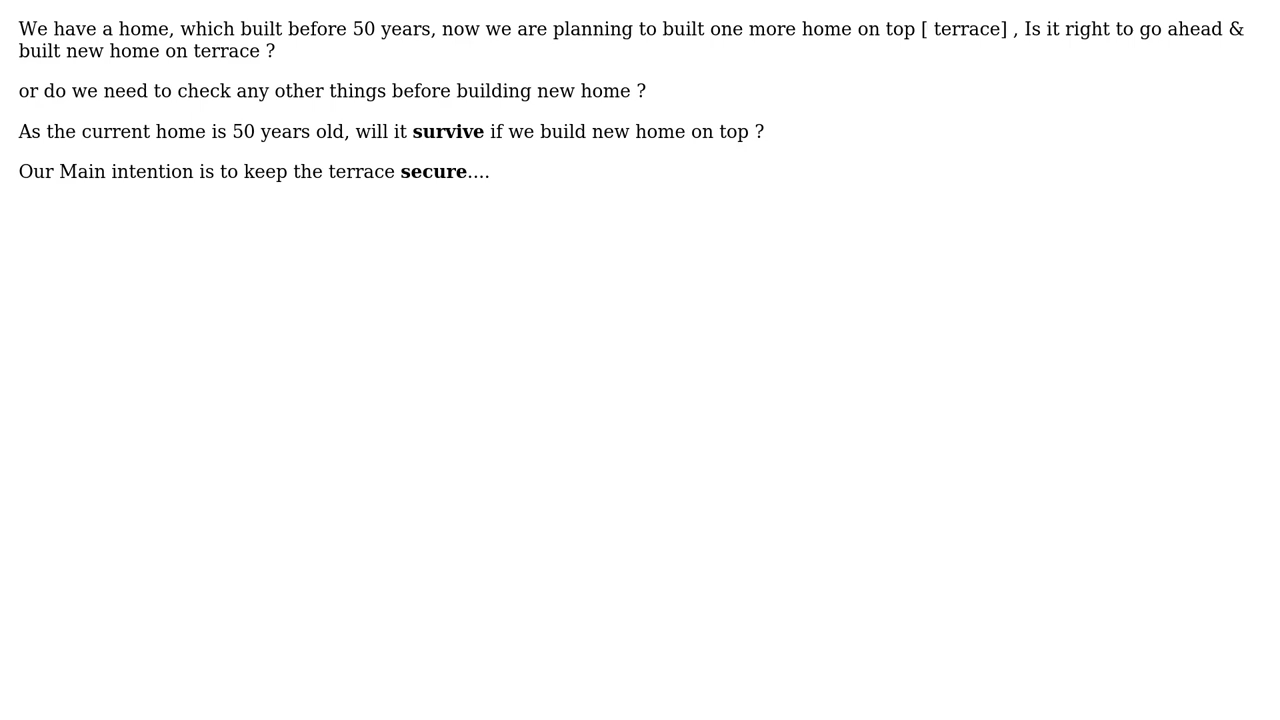 We have a home, which built before 50 years, now we are planning to built one more home on top [ terrace] , Is it right to go ahead &
built new home on terrace ?
or do we need to check any other things before building new home ?
As the current home is 50 years old, will it survive if we build new home on top ?
Our Main intention is to keep the terrace secure....